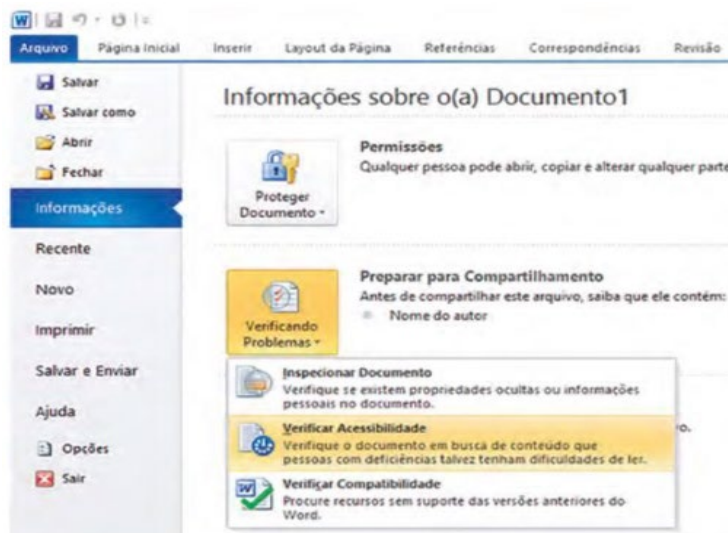 Arquivo Página Inicial Inserir Layout da Página Referências Correspondências Revisão
Salvar
Salvar como
Abrir
Fechar
Informações
Recente
Novo
Imprimir
Salvar e Enviar
Ajuda
Opções
Sair
Informações sobre o(a) Documento1
Proteger
Documento
Permissões
Qualquer pessoa pode abrir, copiar e alterar qualquer parte
Verificando
Problemas
Preparar para Compartilhamento
Antes de compartilhar este arquivo, saiba que ele contém:
Nome do autor
Inspecionar Documento
Verifique se existem propriedades ocultas ou informações
pessoais no documento.
Verificar Acessibilidade
Verifique o documento em busca de conteúdo que
pessoas com deficiências talvez tenham dificuldades de ler.
vo.
Verificar Compatibilidade
Procure recursos sem suporte das versões anteriores do
Word.